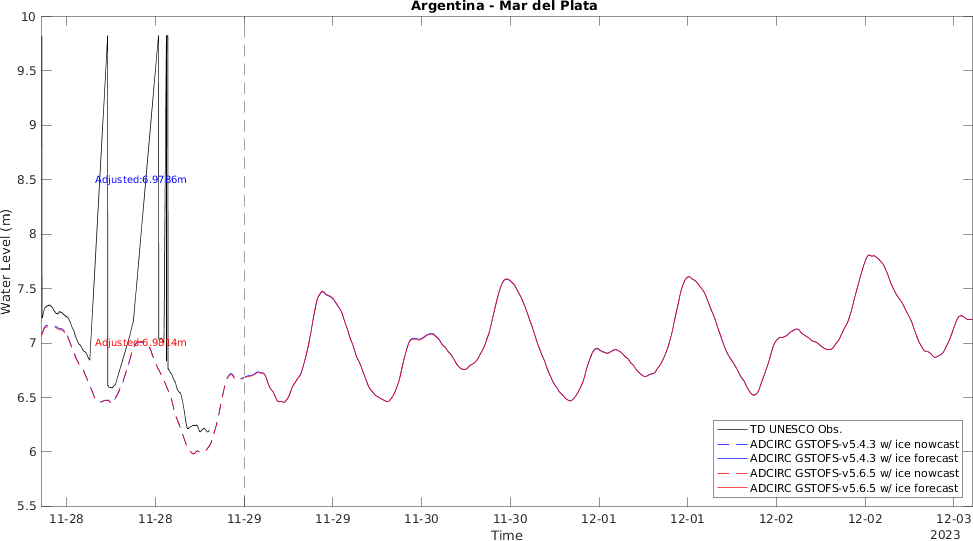 Argentina - Mar del Plata
10
9.5
9
8.5
8
7.5
7
6.5
6
5.5
Water Level (m)
Adjusted:6.9786m
Adjusted:6.9814m
TD UNESCO Obs.
ADCIRC GSTOFS-v5.4.3 w/ ice nowcast
ADCIRC GSTOFS-v5.4.3 w/ ice forecast
ADCIRC GSTOFS-v5.6.5 w/ ice nowcast
ADCIRC GSTOFS-v5.6.5 w/ ice forecast
11-28 11-28 11-29 11-29 11-30 11-30 12-01 12-01 12-02 12-02 12-03
Time
2023